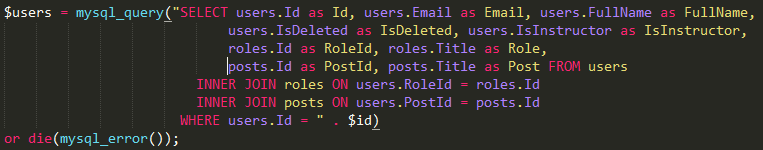 $users = mysql_query("SELECT users.Id as Id, users.Email as Email, users.FullName as FullName,
users.IsDeleted as IsDeleted, users.IsInstructor as IsInstructor,
roles.Id as RoleId, roles.Title as Role,
posts.Id as PostId, posts.Title as Post FROM users
INNER JOIN roles ON users.RoleId = roles.Id
INNER JOIN posts ON users.PostId = posts.Id
WHERE users.Id = " . $id)
or die(mysql_error());